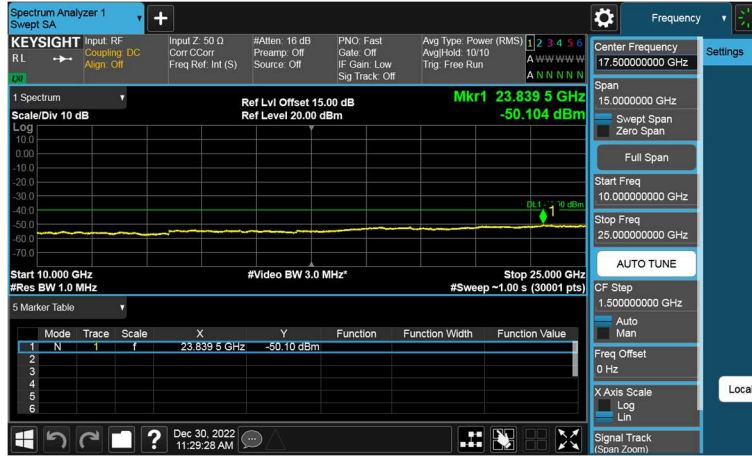 Spectrum Analyzer 1
Swept SA
+
Frequency
KEYSIGHT
RL
LXI
Input: RF
Coupling: DC
Align: Off
Input Z: 50 Ω
Corr CCorr
Freq Ref: Int (S)
#Atten: 16 dB
Preamp: Off
Source: Off
PNO: Fast
Gate: Off
IF Gain: Low
Sig Track: Off
Avg Type: Power (RMS)
Avg|Hold: 10/10
Trig: Free Run
1 2 3 4 5 6
A W W W W W
A N N N N N
1 Spectrum
Scale/Div 10 dB
Ref Lvl Offset 15.00 dB
Ref Level 20.00 dBm
Mkr1 23.839 5 GHz
-50.104 dBm
Log
10.0
0.00
-10.0
-20.0
-30.0
-40.0
-50.0
-60.0
-70.0
1
Start 10.000 GHz
#Video BW 3.0 MHz*
Stop 25.000 GHz
#Res BW 1.0 MHz
#Sweep ~1.00 s (30001 pts)
5 Marker Table
Mode Trace Scale X Y Function Function Width Function Value
1 N 1 f 23.839 5 GHz -50.10 dBm
2
3
4
5
6
?
Dec 30, 2022
11:29:28 AM
Center Frequency
17.500000000 GHz
Settings
Span
15.0000000 GHz
Swept Span
Zero Span
Full Span
Start Freq
10.000000000 GHz
Stop Freq
25.000000000 GHz
AUTO TUNE
CF Step
1.500000000 GHz
Auto
Man
Freq Offset
0 Hz
X Axis Scale
Log
Lin
Local
Signal Track
(Span Zoom)